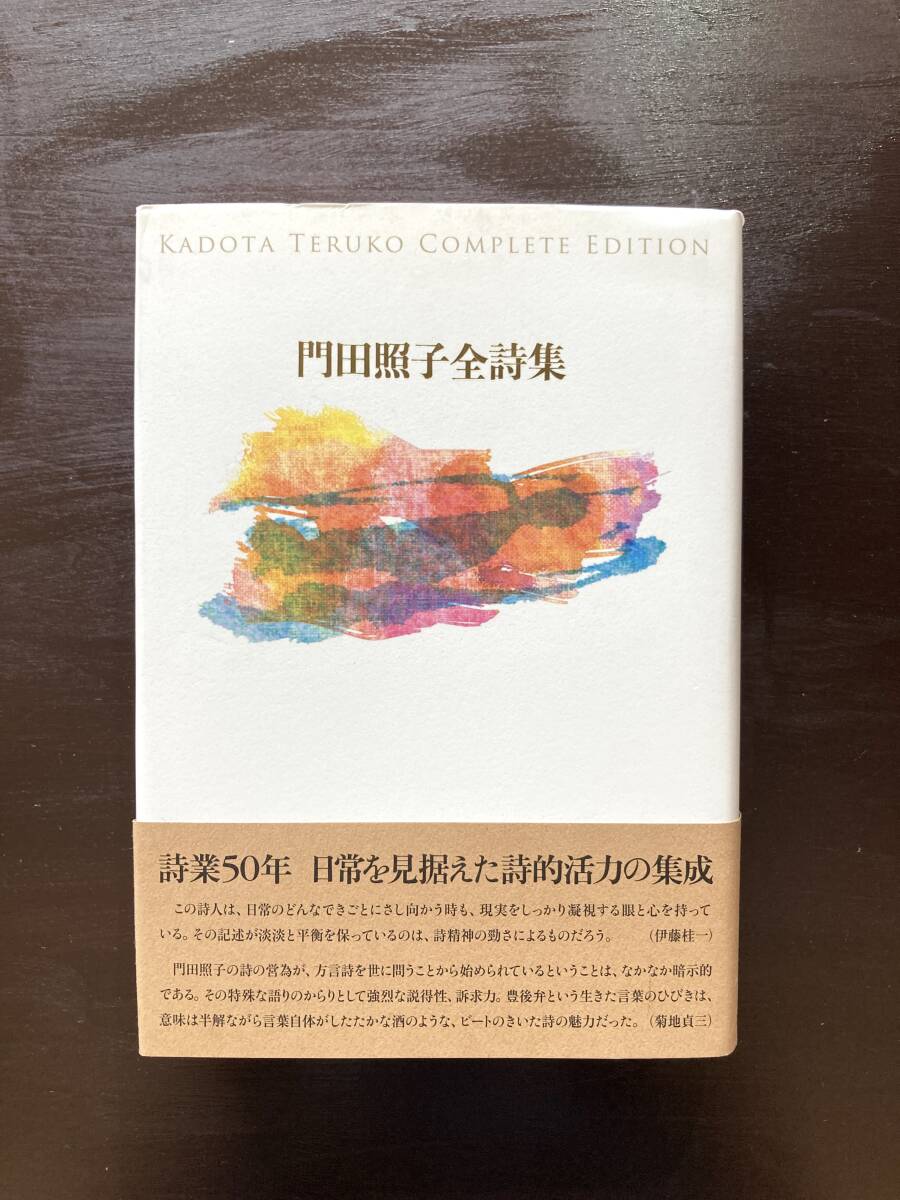 KADOTA TERUKO COMPLETE EDITION
門田照子全詩集
詩業50年 日常を見据えた詩的活力の集成
この詩人は、日常のどんなできごとにさし向かう時も、現実をしっかり凝視する眼と心を持って
いる。その記述が淡淡と平衡を保っているのは、詩精神の勁さによるものだろう。 （伊藤桂一）
門田照子の詩の営為が、方言詩を世に問うことから始められているということは、なかなか暗示的
である。その特殊な語りのからりとして強烈な説得性、訴求力。豊後弁という生きた言葉のひびきは、
意味は半解ながら言葉自体がしたたかな酒のような、ビートのきいた詩の魅力だった。（菊地貞三）